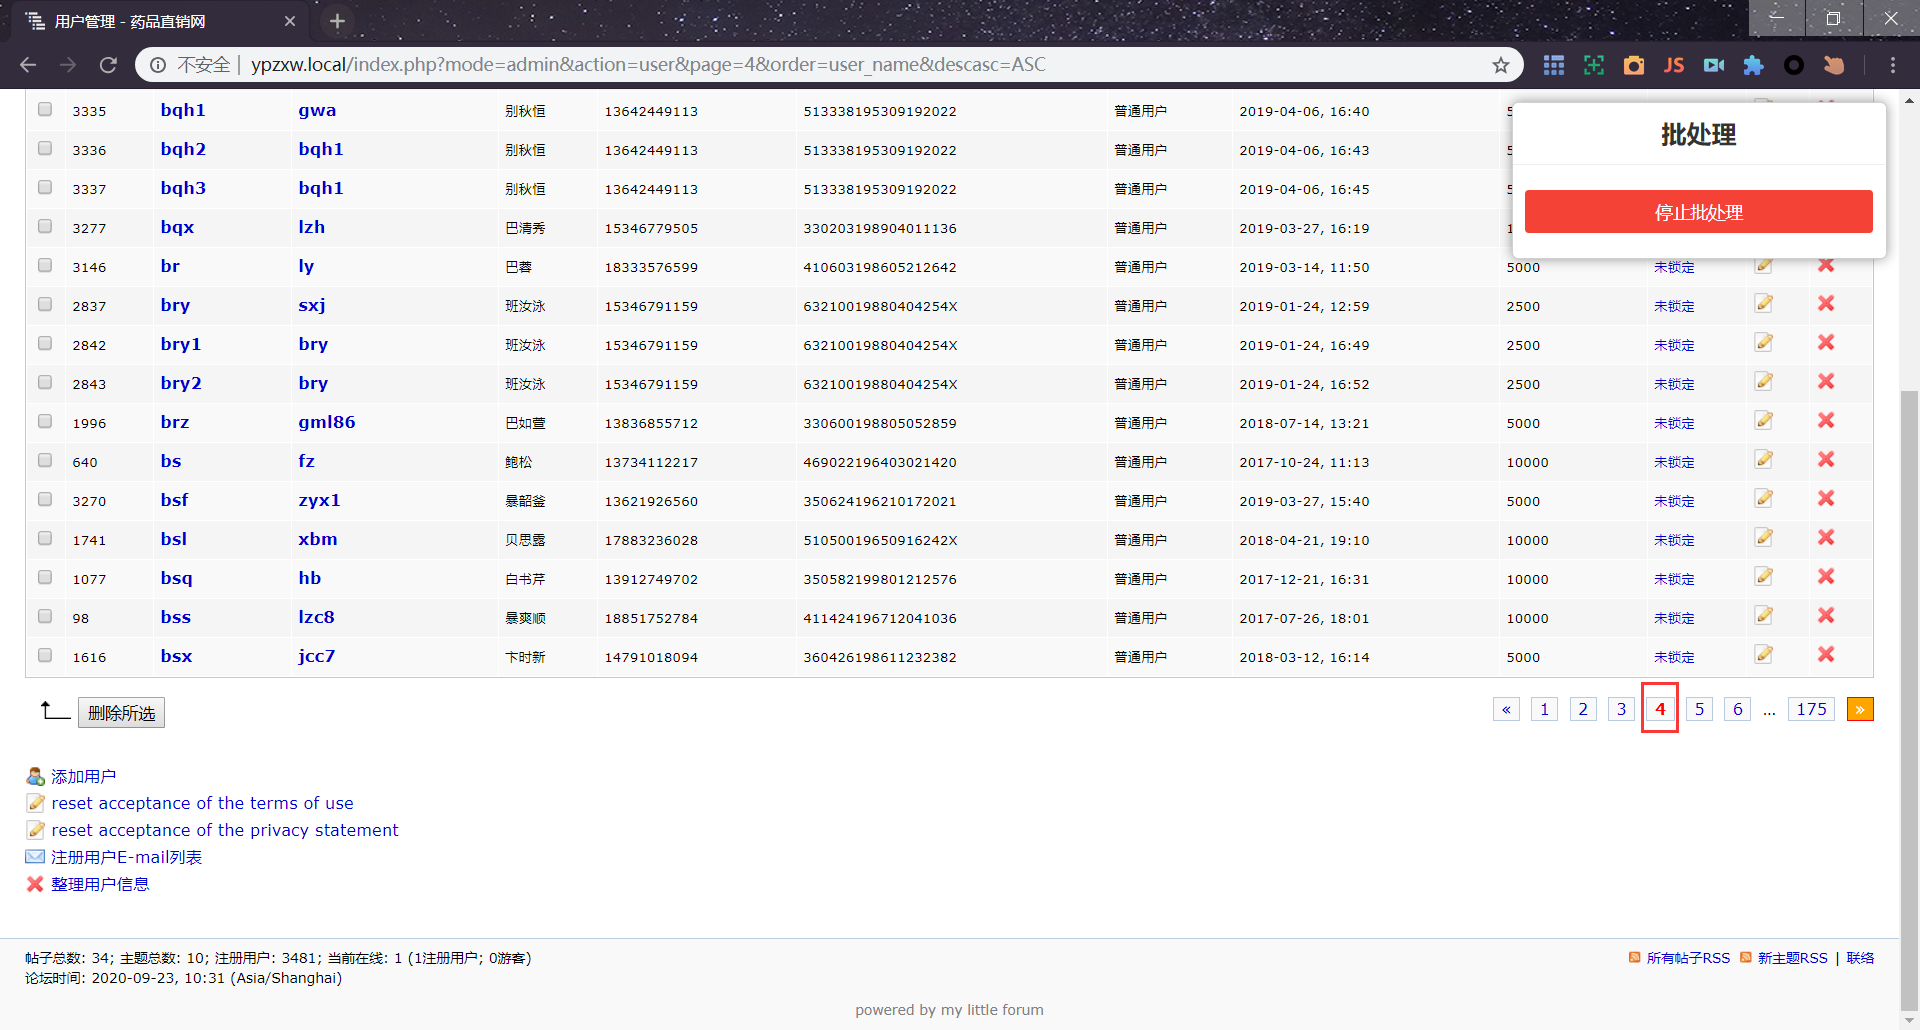 用户管理 - 药品直销网
不安全 | ypzxw.local/index.php?mode=admin&action=user&page=4&order=user_name&descasc=ASC
批处理
停止批处理
3335 bqh1 gwa 别秋恒 13642449113 513338195309192022 普通用户 2019-04-06, 16:40
3336 bqh2 bqh1 别秋恒 13642449113 513338195309192022 普通用户 2019-04-06, 16:43
3337 bqh3 bqh1 别秋恒 13642449113 513338195309192022 普通用户 2019-04-06, 16:45
3277 bqx lzh 巴清秀 15346779505 330203198904011136 普通用户 2019-03-27, 16:19
3146 br ly 巴蓉 18333576599 410603198605212642 普通用户 2019-03-14, 11:50 5000 未锁定
2837 bry sxj 班汝泳 15346791159 63210019880404254X 普通用户 2019-01-24, 12:59 2500 未锁定
2842 bry1 bry 班汝泳 15346791159 63210019880404254X 普通用户 2019-01-24, 16:49 2500 未锁定
2843 bry2 bry 班汝泳 15346791159 63210019880404254X 普通用户 2019-01-24, 16:52 2500 未锁定
1996 brz gml86 巴如萱 13836855712 330600198805052859 普通用户 2018-07-14, 13:21 5000 未锁定
640 bs fz 鲍松 13734112217 469022196403021420 普通用户 2017-10-24, 11:13 10000 未锁定
3270 bsf zyx1 暴韶釜 13621926560 350624196210172021 普通用户 2019-03-27, 15:40 5000 未锁定
1741 bsl xbm 贝思露 17883236028 51050019650916242X 普通用户 2018-04-21, 19:10 10000 未锁定
1077 bsq hb 白书芹 13912749702 350582199801212576 普通用户 2017-12-21, 16:31 10000 未锁定
98 bss lzc8 暴爽顺 18851752784 411424196712041036 普通用户 2017-07-26, 18:01 10000 未锁定
1616 bsx jcc7 卞时新 14791018094 360426198611232382 普通用户 2018-03-12, 16:14 5000 未锁定
删除所选 « 1 2 3 4 5 6 ... 175 »
添加用户
reset acceptance of the terms of use
reset acceptance of the privacy statement
注册用户E-mail列表
整理用户信息
帖子总数: 34; 主题总数: 10; 注册用户: 3481; 当前在线: 1 (1注册用户; 0游客) 所有帖子RSS 新主题RSS | 联络
论坛时间: 2020-09-23, 10:31 (Asia/Shanghai)
powered by my little forum